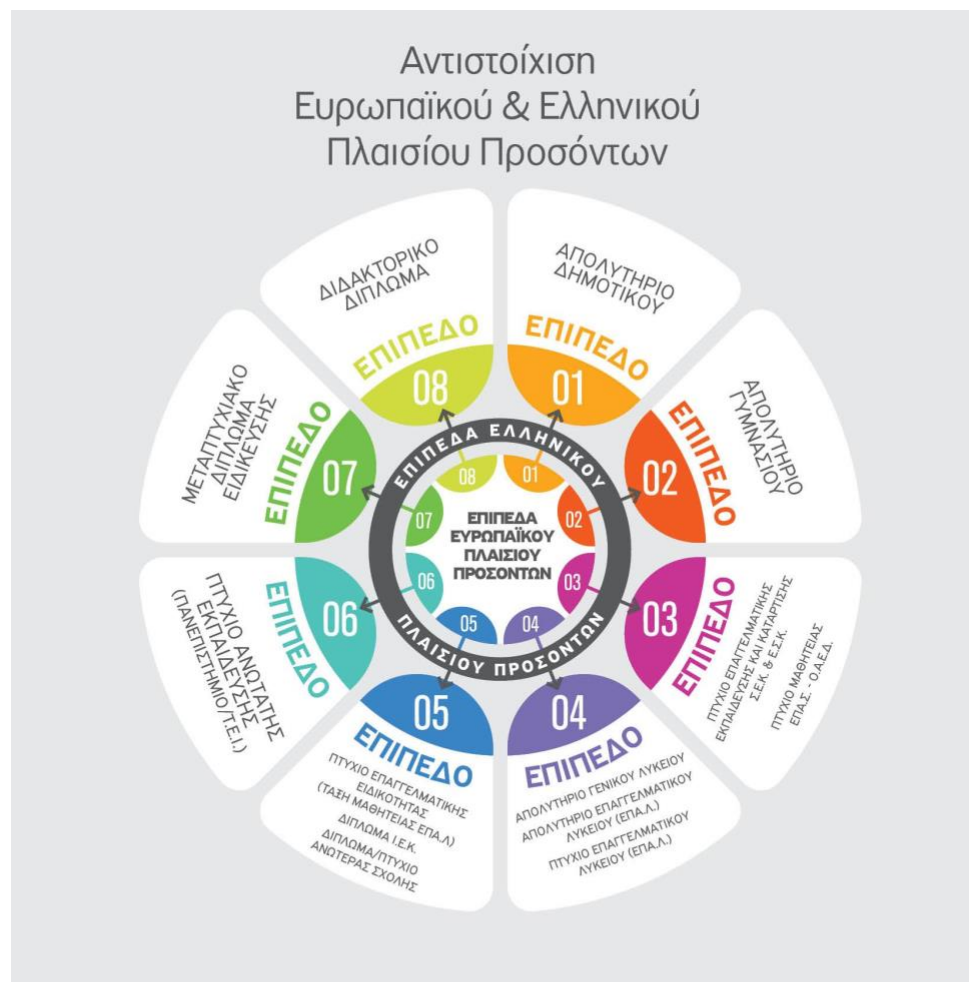 Αντιστοίχιση
Ευρωπαϊκού & Ελληνικού
Πλαισίου Προσόντων
ΑΠΟΛΥΤΗΡΙΟ
ΔΗΜΟΤΙΚΟΥ
ΕΠΙΠΕΔΟ
01
ΑΠΟΛΥΤΗΡΙΟ
ΓΥΜΝΑΣΙΟΥ
ΕΠΙΠΕΔΟ
02
ΠΤΥΧΙΟ ΕΠΑΓΓΕΛΜΑΤΙΚΗΣ
ΕΚΠΑΙΔΕΥΣΗΣ ΚΑΙ ΚΑΤΑΡΤΙΣΗΣ
Σ.Ε.Κ. & Ε.Σ.Κ.
ΠΤΥΧΙΟ ΜΑΘΗΤΕΙΑΣ
ΕΠΑ.Σ. - Ο.Α.Ε.Δ.
ΕΠΙΠΕΔΟ
03
04
ΕΠΙΠΕΔΟ
ΑΠΟΛΥΤΗΡΙΟ ΓΕΝΙΚΟΥ ΛΥΚΕΙΟΥ
ΑΠΟΛΥΤΗΡΙΟ ΕΠΑΓΓΕΛΜΑΤΙΚΟΥ
ΛΥΚΕΙΟΥ (ΕΠΑ.Λ.)
ΠΤΥΧΙΟ ΕΠΑΓΓΕΛΜΑΤΙΚΟΥ
ΛΥΚΕΙΟΥ (ΕΠΑ.Λ.)
05
ΕΠΙΠΕΔΟ
ΠΤΥΧΙΟ ΕΠΑΓΓΕΛΜΑΤΙΚΗΣ
ΕΙΔΙΚΟΤΗΤΑΣ
(ΤΑΞΗ ΜΑΘΗΤΕΙΑΣ ΕΠΑ.Λ)
ΔΙΠΛΩΜΑ Ι.Ε.Κ.
ΔΙΠΛΩΜΑ/ΠΤΥΧΙΟ
ΑΝΩΤΕΡΑΣ ΣΧΟΛΗΣ
ΠΤΥΧΙΟ ΑΝΩΤΑΤΗΣ
ΕΚΠΑΙΔΕΥΣΗΣ
(ΠΑΝΕΠΙΣΤΗΜΙΟ/Τ.Ε.Ι.)
ΕΠΙΠΕΔΟ
06
ΜΕΤΑΠΤΥΧΙΑΚΟ
ΔΙΠΛΩΜΑ
ΕΙΔΙΚΕΥΣΗΣ
ΕΠΙΠΕΔΟ
07
ΔΙΔΑΚΤΟΡΙΚΟ
ΔΙΠΛΩΜΑ
ΕΠΙΠΕΔΟ
08
ΕΠΙΠΕΔΑ ΕΛΛΗΝΙΚΟΥ
ΠΛΑΙΣΙΟΥ ΠΡΟΣΟΝΤΩΝ
01
02
03
04
05
06
07
08
ΕΠΙΠΕΔΑ
ΕΥΡΩΠΑΪΚΟΥ
ΠΛΑΙΣΙΟΥ
ΠΡΟΣΟΝΤΩΝ